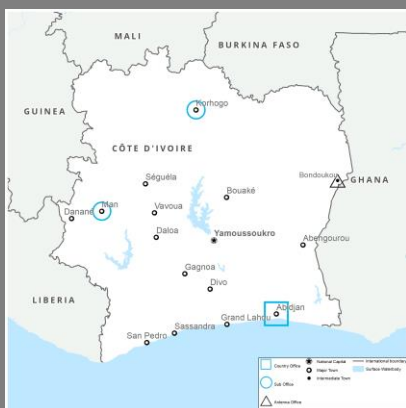 MALI
BURKINA FASO
GUINEA
Korhogo
CÔTE D'IVOIRE
Bondoukou
GHANA
Séguéla
Bouaké
Man
Danané
Vavoua
Daloa
Yamoussoukro
Abengourou
Gagnoa
Divo
LIBERIA
Abidjan
Grand Lahou
Sassandra
San Pedro
Country Office
National Capital
International boundary
Major Town
Surface Waterbody
Sub Office
Intermediate Town
Antenna Office